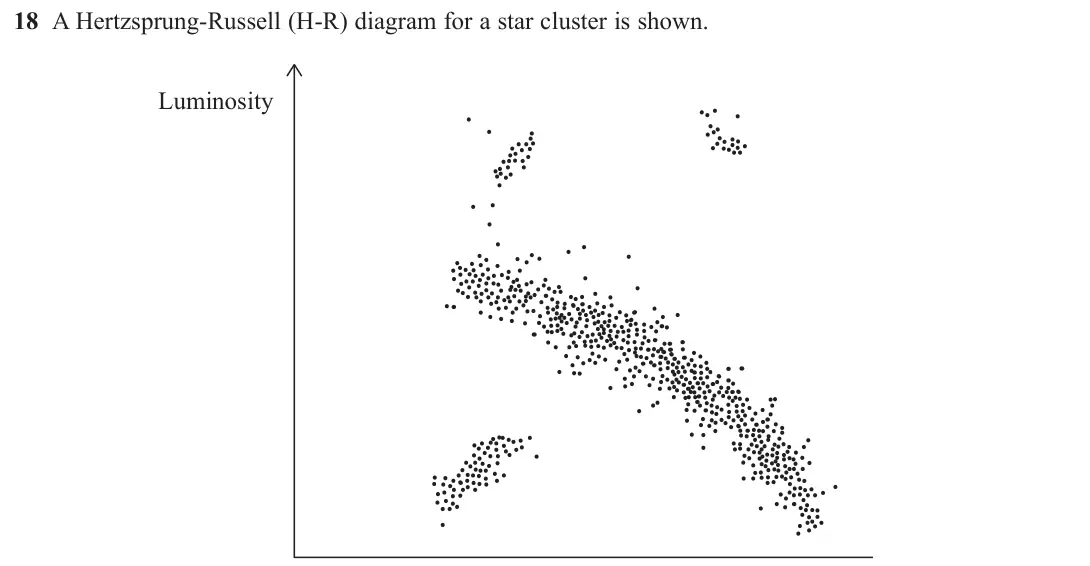 18 A Hertzsprung-Russell (H-R) diagram for a star cluster is shown.
Luminosity